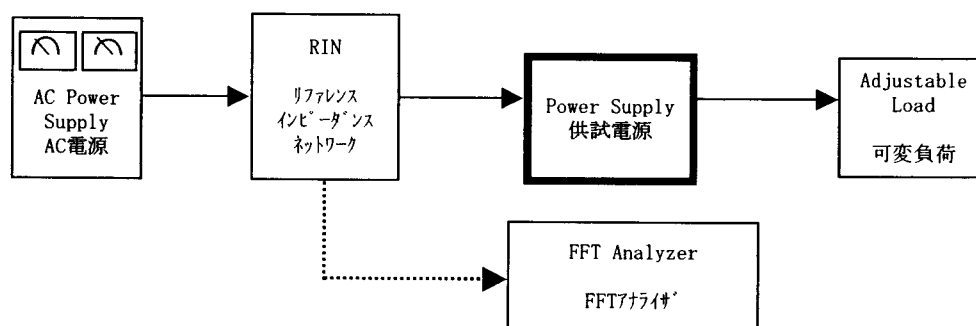 AC Power
Supply
AC電源
RIN
リファレンス
インピーダンス
ネットワーク
Power Supply
供試電源
Adjustable
Load
可変負荷
FFT Analyzer
FFTアナライザ